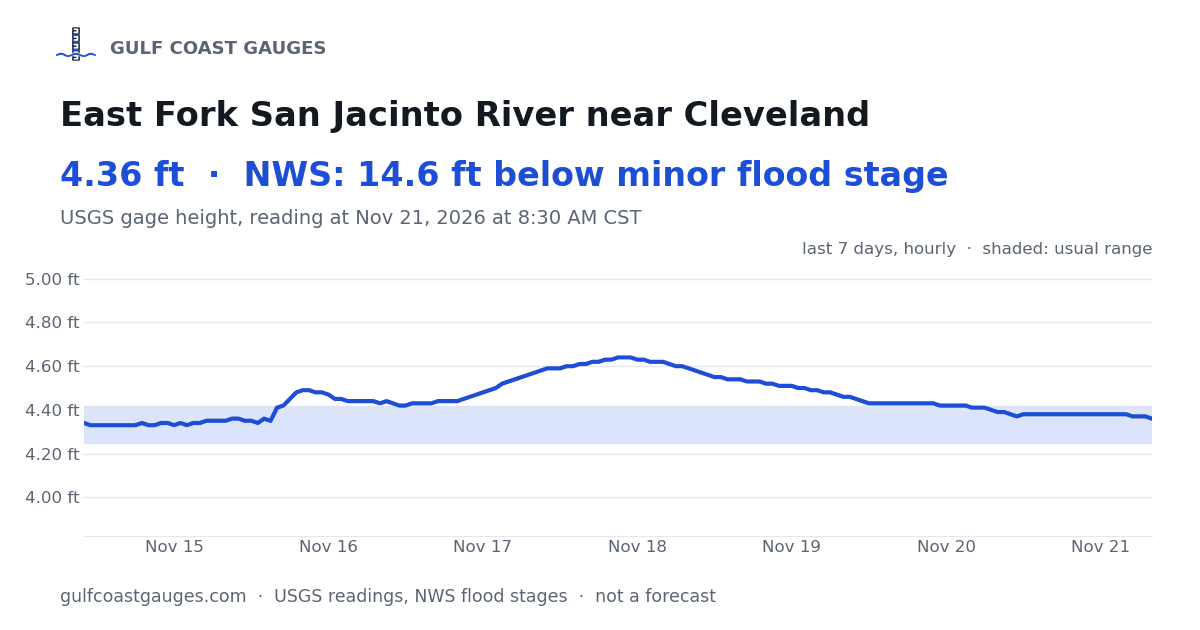 GULF COAST GAUGES
East Fork San Jacinto River near Cleveland
4.36 ft · NWS: 14.6 ft below minor flood stage
USGS gage height, reading at Nov 21, 2026 at 8:30 AM CST
last 7 days, hourly · shaded: usual range
5.00 ft
4.80 ft
4.60 ft
4.40 ft
4.20 ft
4.00 ft
Nov 15 Nov 16 Nov 17 Nov 18 Nov 19 Nov 20 Nov 21
gulfcoastgauges.com · USGS readings, NWS flood stages · not a forecast